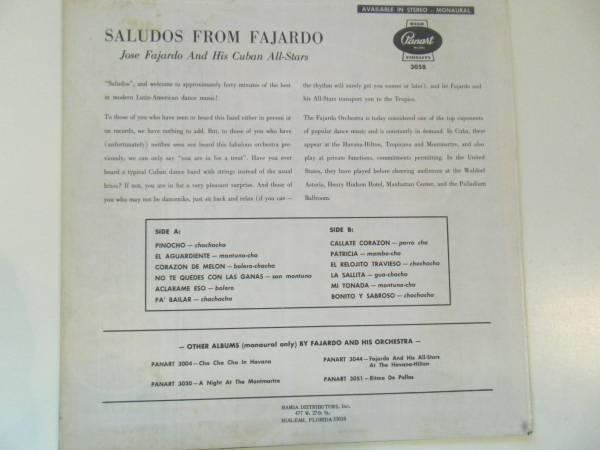 AVAILABLE IN STEREO – MONAURAL
SALUDOS FROM FAJARDO
Jose Fajardo And His Cuban All-Stars
HIGH
Panart
FIDELITY
3058
"Saludos", and welcome to approximately forty minutes of the best
in modern Latin-American dance music!
To those of you who have seen or heard this band either in person or
on records, we have nothing to add. But, to those of you who have
(unfortunately) neither seen nor heard this fabulous orchestra pre-
viously, we can only say "you are in for a treat". Have you ever
heard a typical Cuban dance band with strings instead of the usual
brass? If not, you are in for a very pleasant surprise. And those of
you who may not be dancniks, just sit back and relax (if you can —
the rhythm will surely get you sooner or later), and let Fajardo and
his All-Stars transport you to the Tropics.
The Fajardo Orchestra is today considered one of the top exponents
of popular dance music and is constantly in demand. In Cuba, they
appear at the Havana-Hilton, Tropicana and Montmartre, and also
play at private functions, commitments permitting. In the United
States, they have played before cheering audiences at the Waldorf
Astoria, Henry Hudson Hotel, Manhattan Center, and the Palladium
Ballroom.
SIDE A:
PINOCHO — chachacha
EL AGUARDIENTE — montuno-cha
CORAZON DE MELON — bolero-chacha
NO TE QUEDES CON LAS GANAS — son montuno
ACLARAME ESO — bolero
PA' BAILAR — chachacha
SIDE B:
CALLATE CORAZON — porro cha
PATRICIA — mambo-cha
EL RELOJITO TRAVIESO — chachacha
LA SALLITA — gua-chacha
MI TONADA — montuno-cha
BONITO Y SABROSO — chachacha
— OTHER ALBUMS (monaural only) BY FAJARDO AND HIS ORCHESTRA —
PANART 3004 — Cha Cha Cha In Havana
PANART 3030 — A Night At The Montmartre
PANART 3044 — Fajardo And His All-Stars
At The Havana-Hilton
PANART 3051 — Ritmo De Pollos
MAMBA DISTRIBUTORS, Inc.
477 W. 27th St.
HIALEAH, FLORIDA 33010